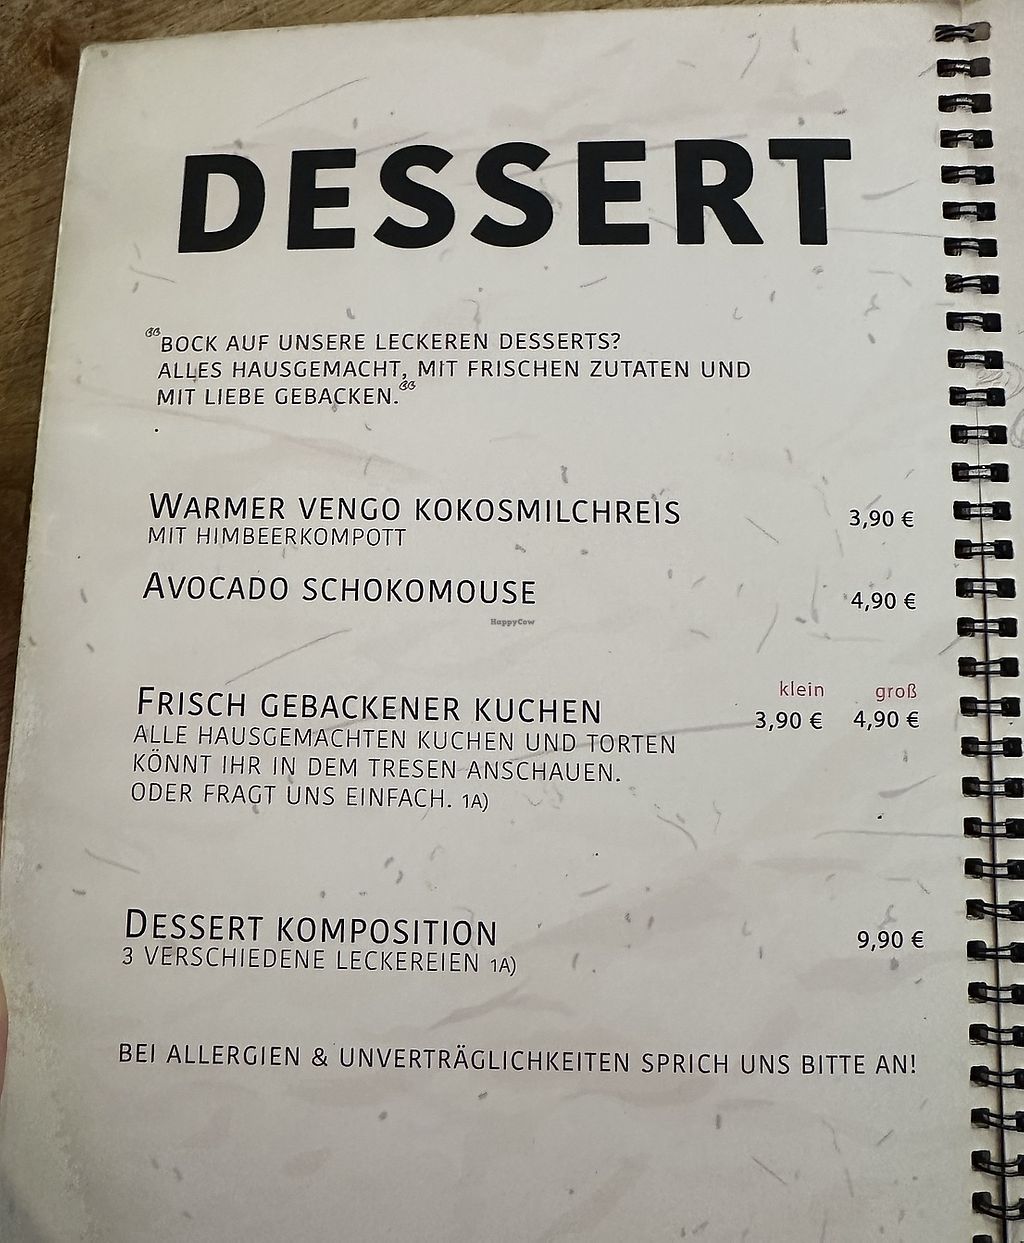 DESSERT
"BOCK AUF UNSERE LECKEREN DESSERTS?
ALLES HAUSGEMACHT, MIT FRISCHEN ZUTATEN UND
MIT LIEBE GEBACKEN."
WARMER VENGO KOKOSMILCHREIS 3,90 €
MIT HIMBEERKOMPOTT
AVOCADO SCHOKOMOUSE 4,90 €
HappyCow
klein groß
FRISCH GEBACKENER KUCHEN 3,90 € 4,90 €
ALLE HAUSGEMACHTEN KUCHEN UND TORTEN
KÖNNT IHR IN DEM TRESEN ANSCHAUEN.
ODER FRAGT UNS EINFACH. 1A)
DESSERT KOMPOSITION 9,90 €
3 VERSCHIEDENE LECKEREIEN 1A)
BEI ALLERGIEN & UNVERTRÄGLICHKEITEN SPRICH UNS BITTE AN!